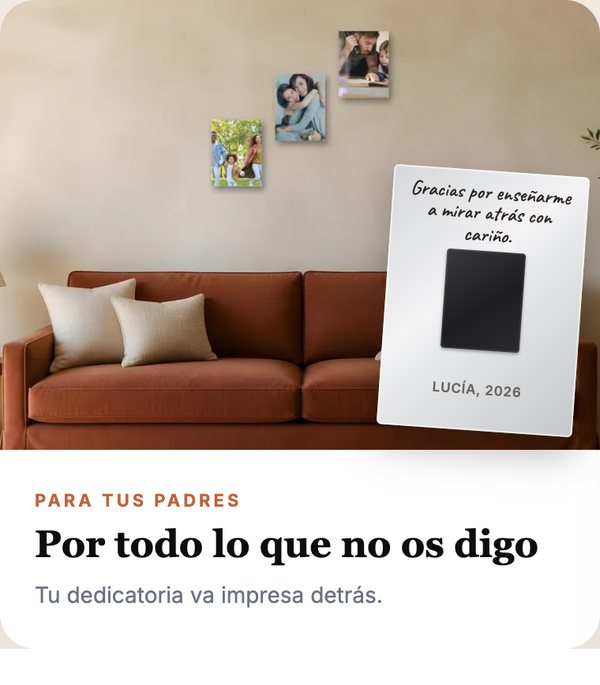 Gracias por enseñarme
a mirar atrás con
cariño.
LUCÍA, 2026
PARA TUS PADRES
Por todo lo que no os digo
Tu dedicatoria va impresa detrás.